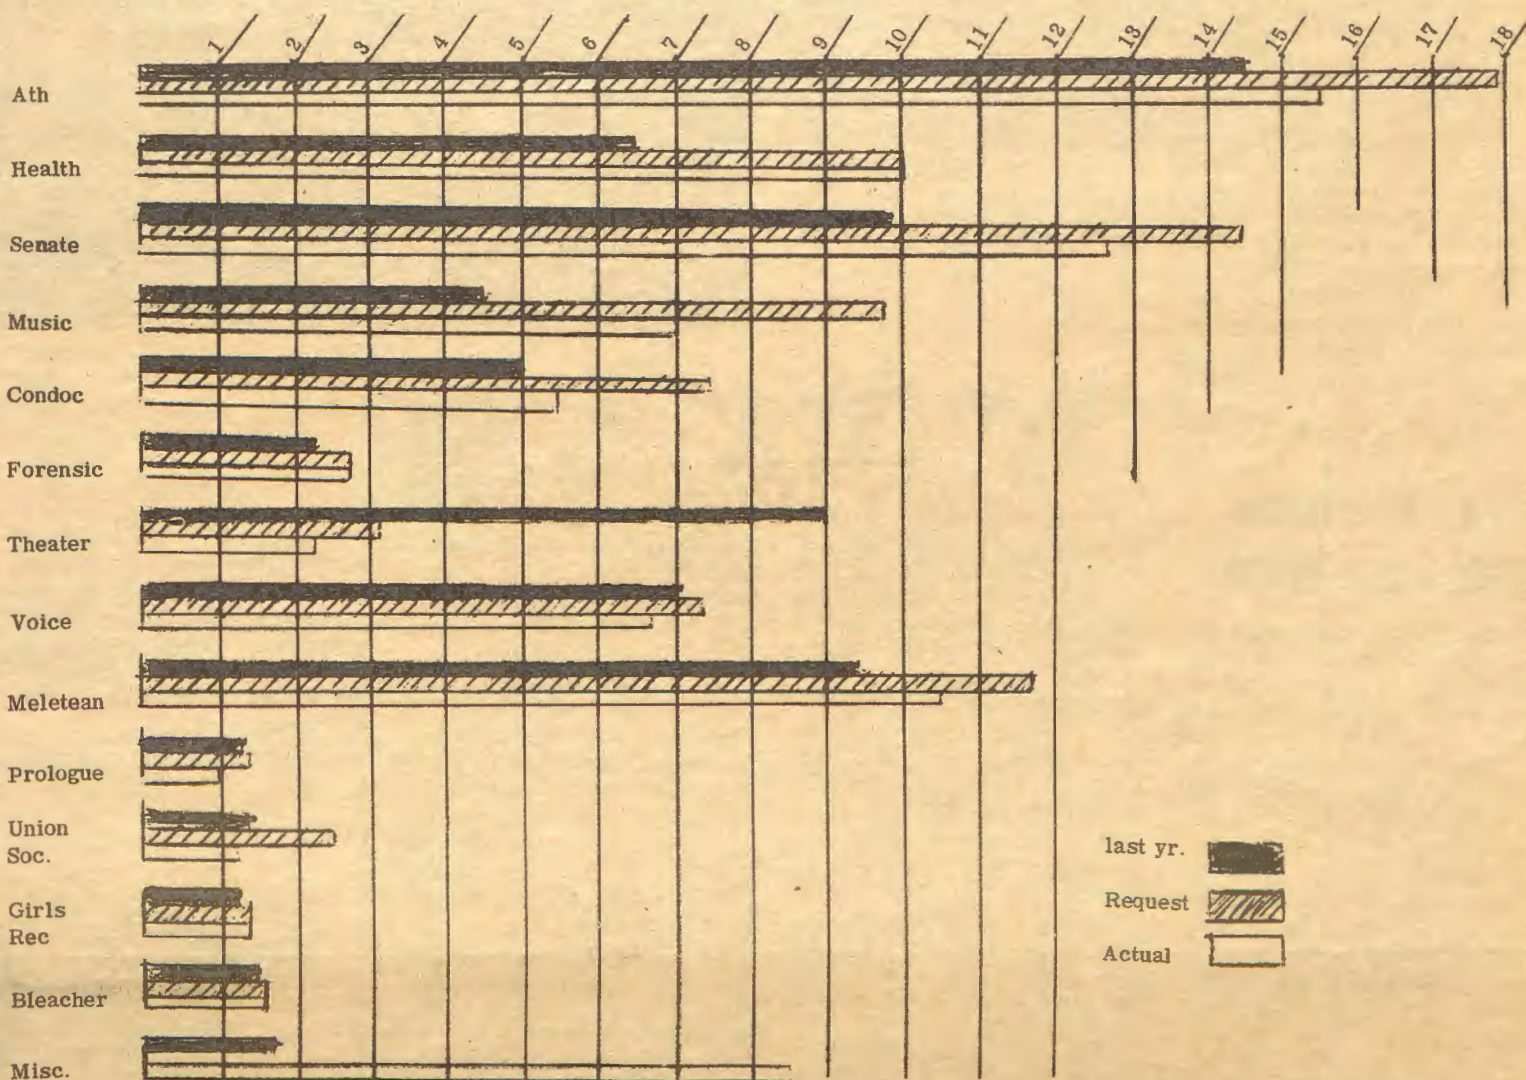 1 2 3 4 5 6 7 8 9 10 11 12 13 14 15 16 17 18
Ath
Health
Senate
Music
Condoc
Forensic
Theater
Voice
Meletean
Prologue
Union
Soc.
last yr.
Request
Girls
Rec
Actual
Bleacher
Misc.